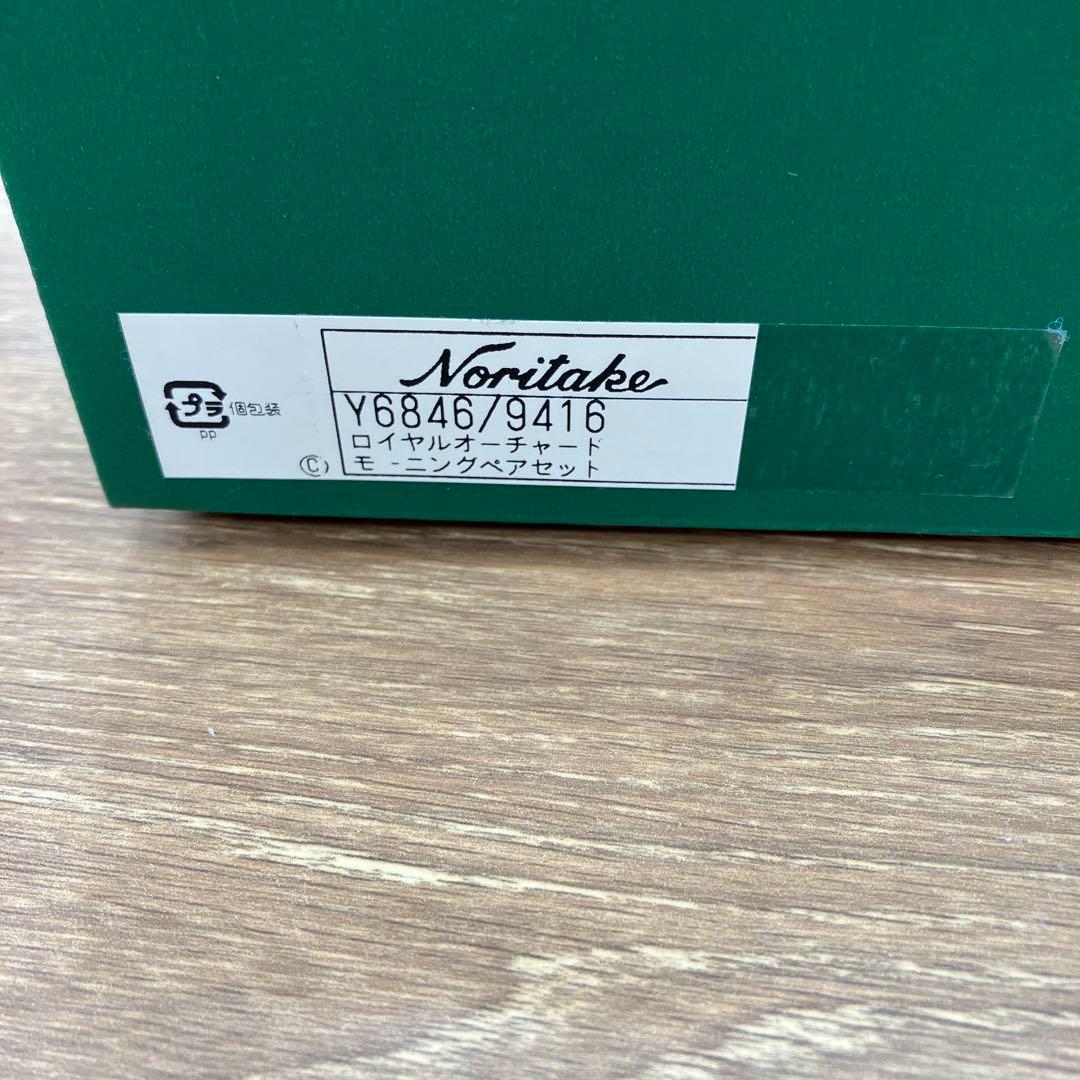 Noritake
Y6846/9416
ロイヤルオーチャード
モーニングペアセット
プラ 個包装
PP
(C)